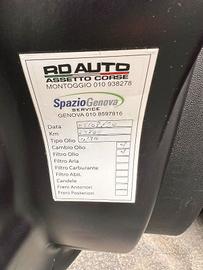 RD AUTO
ASSETTO CORSE
MONTOGGIO 010 938278
SpazioGenova
SERVICE
GENOVA 010 8597816
Data
Km
Tipo Olio
Cambio Olio
Filtro Olio
Filtro Aria
Filtro Carburante
Filtro Abit.
Candele
Freni Anteriori
Freni Posteriori